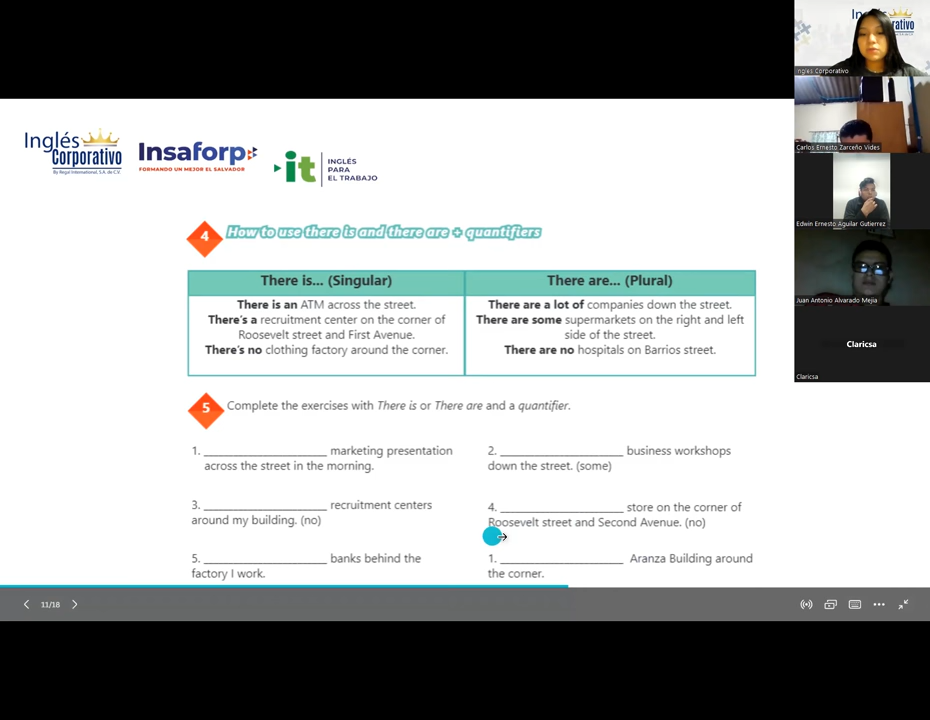 Inglés
Corporativo
By Regal International, S.A. de C.V.
Insaforp
FORMANDO UN MEJOR EL SALVADOR
it
INGLÉS
PARA
EL TRABAJO
4
How to use there is and there are + quantifiers
There is... (Singular)
There are... (Plural)
There is an ATM across the street.
There's a recruitment center on the corner of
Roosevelt street and First Avenue.
There's no clothing factory around the corner.
There are a lot of companies down the street.
There are some supermarkets on the right and left
side of the street.
There are no hospitals on Barrios street.
5
Complete the exercises with There is or There are and a quantifier.
1. ____________________ marketing presentation
across the street in the morning.
2. ____________________ business workshops
down the street. (some)
3. ____________________ recruitment centers
around my building. (no)
4. ____________________ store on the corner of
Roosevelt street and Second Avenue. (no)
5. ____________________ banks behind the
factory I work.
1. ____________________ Aranza Building around
the corner.
11/18
Ingles Corporativo
Carlos Ernesto Zarceño Vides
Edwin Ernesto Aguilar Gutierrez
Juan Antonio Alvarado Mejia
Claricsa
Claricsa